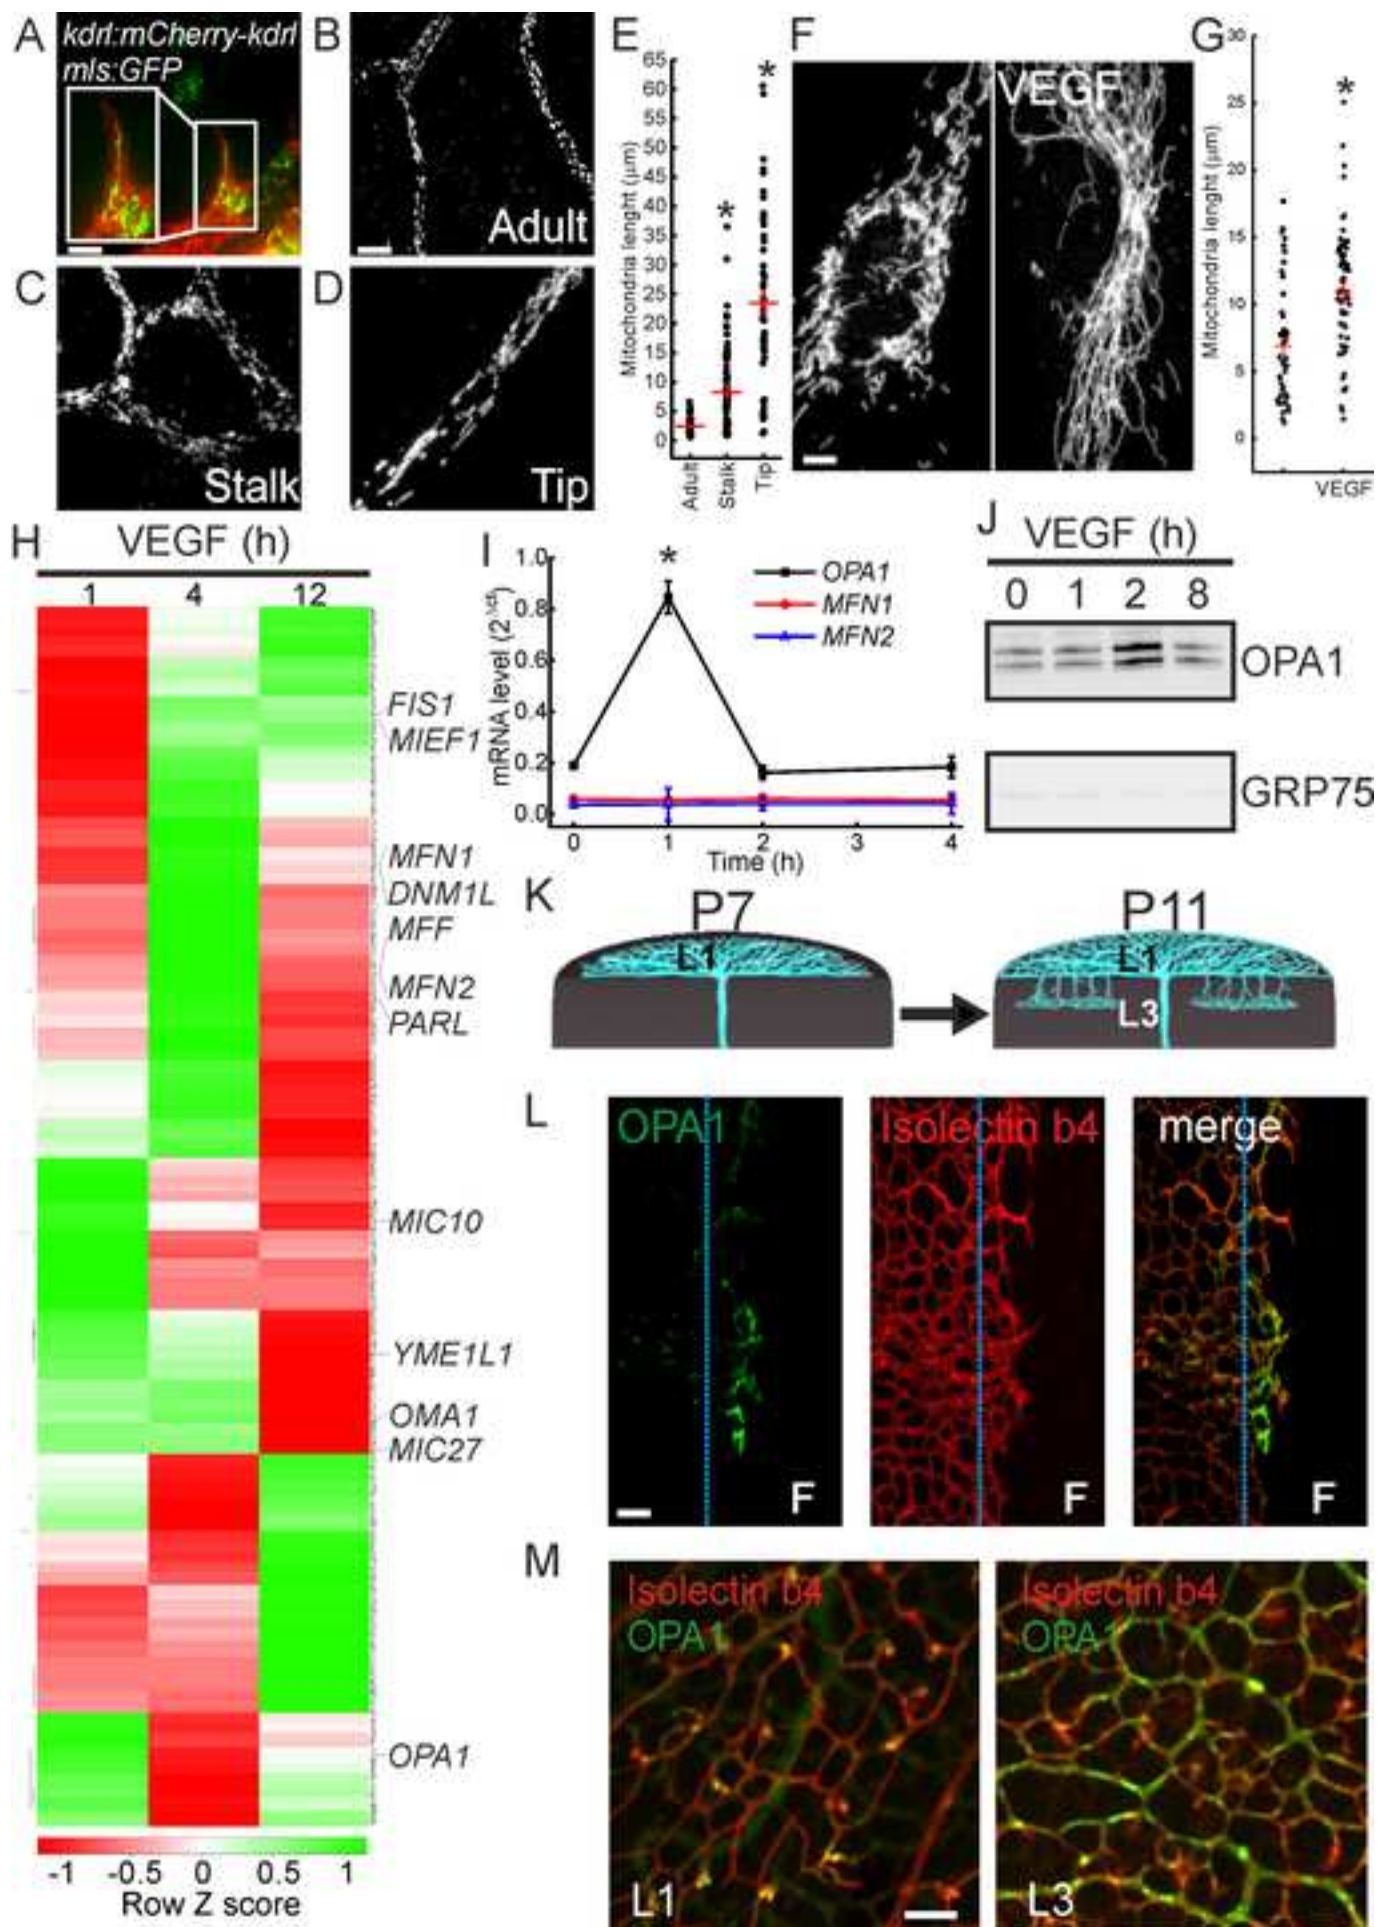 A
kdrl:mCherry-kdrl
mls:GFP
B
Adult
C
Stalk
D
Tip
E
Mitochondria lenght (μm)
65
60
55
50
45
40
35
30
25
20
15
10
5
0
*
*
Adult
Stalk
Tip
F
VEGF
G
Mitochondria lenght (μm)
30
25
20
15
10
5
0
*
VEGF
H
VEGF (h)
1 4 12
FIS1
MIEF1
MFN1
DNM1L
MFF
MFN2
PARL
MIC10
YME1L1
OMA1
MIC27
OPA1
-1 -0.5 0 0.5 1
Row Z score
I
mRNA level (2^Δct)
1.0
0.8
0.6
0.4
0.2
0.0
*
OPA1
MFN1
MFN2
0 1 2 3 4
Time (h)
J
VEGF (h)
0 1 2 8
OPA1
GRP75
K
P7
L1
P11
L1
L3
L
OPA1
F
Isolectin b4
F
merge
F
M
Isolectin b4
OPA1
L1
Isolectin b4
OPA1
L3